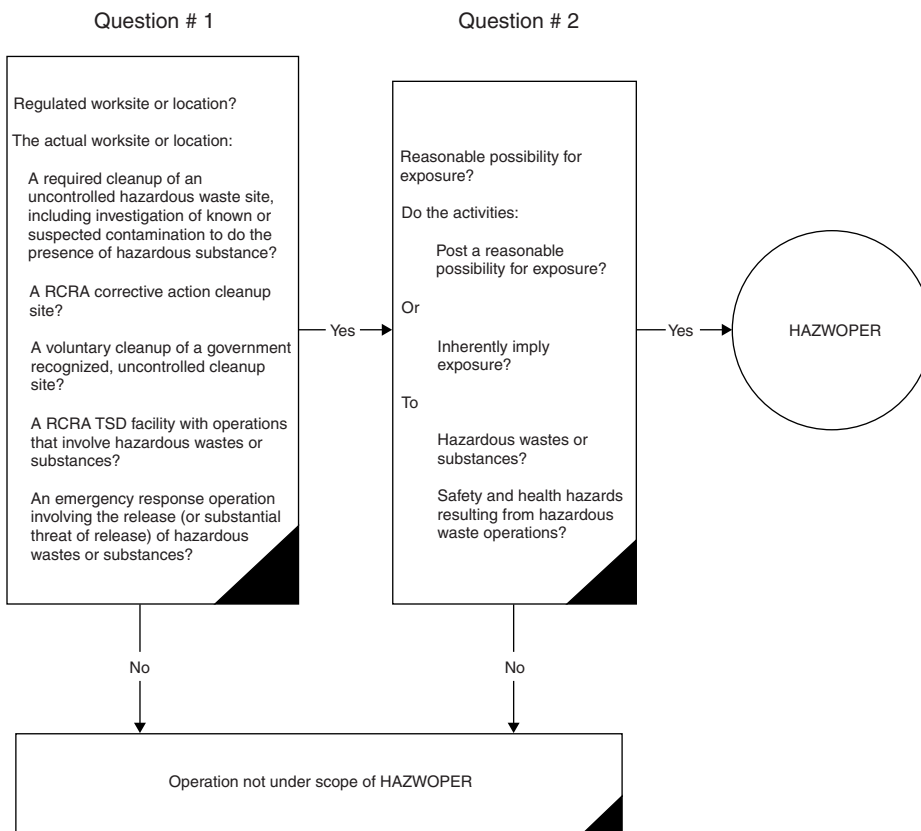 Question # 1
Regulated worksite or location?
The actual worksite or location:
A required cleanup of an
uncontrolled hazardous waste site,
including investigation of known or
suspected contamination to do the
presence of hazardous substance?
A RCRA corrective action cleanup
site?
A voluntary cleanup of a government
recognized, uncontrolled cleanup
site?
A RCRA TSD facility with operations
that involve hazardous wastes or
substances?
An emergency response operation
involving the release (or substantial
threat of release) of hazardous
wastes or substances?
Yes
No
Question # 2
Reasonable possibility for
exposure?
Do the activities:
Post a reasonable
possibility for exposure?
Or
Inherently imply
exposure?
To
Hazardous wastes or
substances?
Safety and health hazards
resulting from hazardous
waste operations?
Yes
No
HAZWOPER
Operation not under scope of HAZWOPER